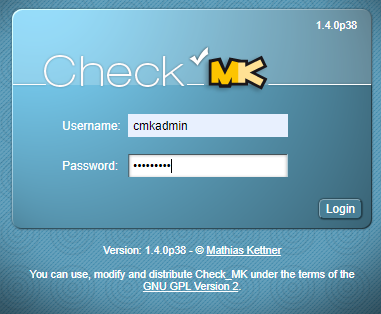 1.4.0p38
Check MK
Username: cmkadmin
Password: •••••••••
Login
Version: 1.4.0p38 - © Mathias Kettner
You can use, modify and distribute Check_MK under the terms of the
GNU GPL Version 2.